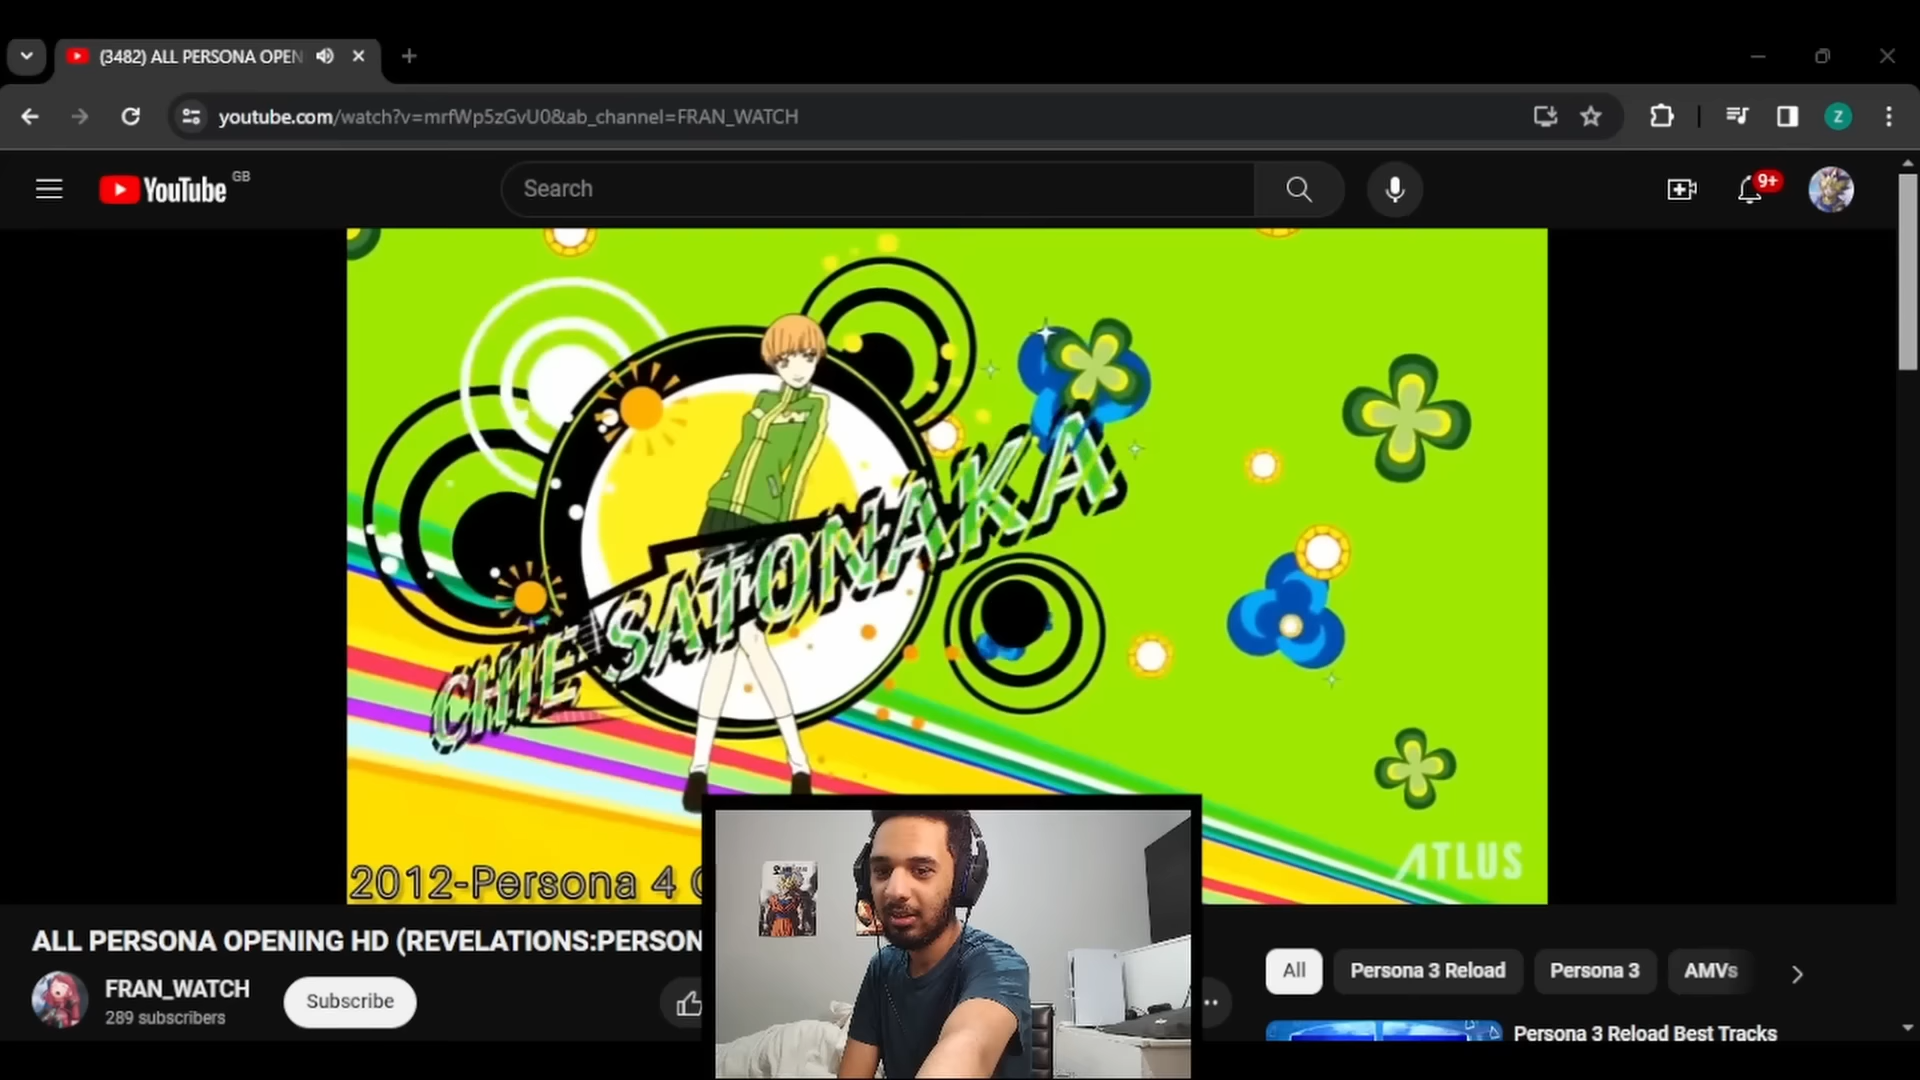 (3482) ALL PERSONA OPEN
youtube.com/watch?v=mrfWp5zGvU0&ab_channel=FRAN_WATCH
Z
YouTube GB
Search
9+
CHIE SATONAKA
ATLUS
2012-Persona 4
ALL PERSONA OPENING HD (REVELATIONS:PERSON
FRAN_WATCH
289 subscribers
Subscribe
All
Persona 3 Reload
Persona 3
AMVs
Persona 3 Reload Best Tracks